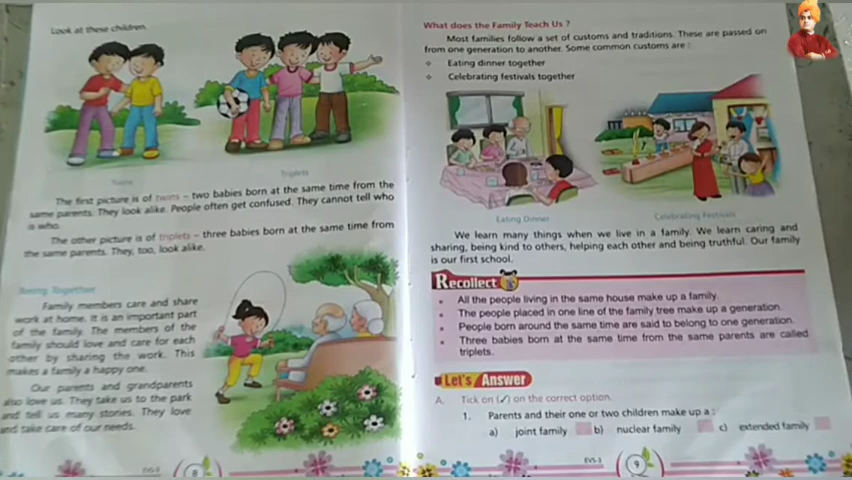 Look at these children.
Twins
Triplets
The first picture is of twins – two babies born at the same time from the
same parents. They look alike. People often get confused. They cannot tell who
is who.
The other picture is of triplets – three babies born at the same time from
the same parents. They, too, look alike.
Being Together
Family members care and share
work at home. It is an important part
of the family. The members of the
family should love and care for each
other by sharing the work. This
makes a family a happy one.
Our parents and grandparents
also love us. They take us to the park
and tell us many stories. They love
and take care of our needs.
EVS-3
8
What does the Family Teach Us ?
Most families follow a set of customs and traditions. These are passed on
from one generation to another. Some common customs are :
Eating dinner together
Celebrating festivals together
Eating Dinner
Celebrating Festivals
We learn many things when we live in a family. We learn caring and
sharing, being kind to others, helping each other and being truthful. Our family
is our first school.
Recollect
• All the people living in the same house make up a family.
• The people placed in one line of the family tree make up a generation.
• People born around the same time are said to belong to one generation.
• Three babies born at the same time from the same parents are called
triplets.
Let's Answer
A. Tick on (✓) on the correct option.
1. Parents and their one or two children make up a :
a) joint family b) nuclear family c) extended family
EVS-3
9